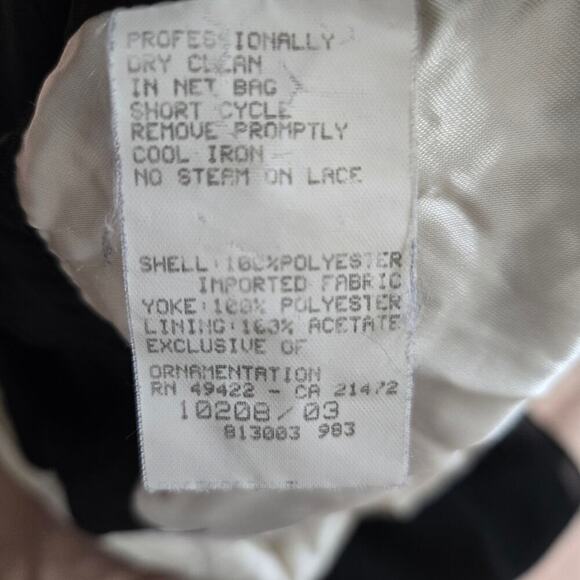 PROFESSIONALLY
DRY CLEAN
IN NET BAG
SHORT CYCLE
REMOVE PROMPTLY
COOL IRON
NO STEAM ON LACE
SHELL:100%POLYESTER
IMPORTED FABRIC
YOKE:100% POLYESTER
LINING:100% ACETATE
EXCLUSIVE OF
ORNAMENTATION
RN 49422 - CA 21472
10208/03
813003 983